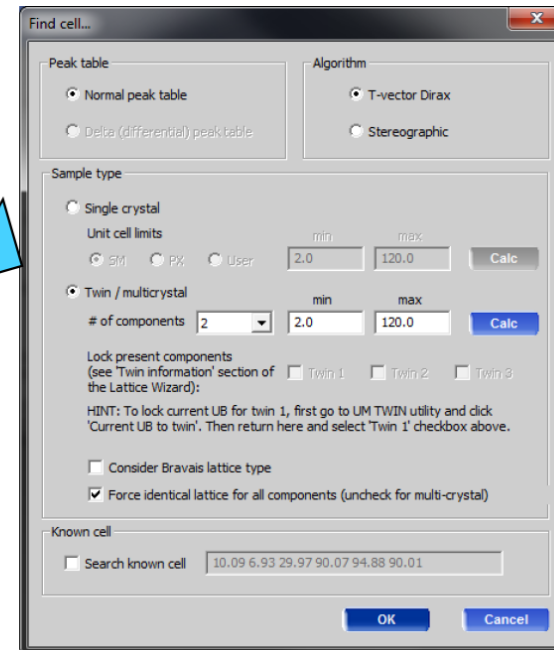 Find cell...
Peak table
Normal peak table
Delta (differential) peak table
Algorithm
T-vector Dirax
Stereographic
Sample type
Single crystal
Unit cell limits min max
SM PX User 2.0 120.0 Calc
Twin / multicrystal min max
# of components 2 2.0 120.0 Calc
Lock present components
(see 'Twin information' section of Twin 1 Twin 2 Twin 3
the Lattice Wizard):
HINT: To lock current UB for twin 1, first go to UM TWIN utility and click
'Current UB to twin'. Then return here and select 'Twin 1' checkbox above.
Consider Bravais lattice type
Force identical lattice for all components (uncheck for multi-crystal)
Known cell
Search known cell 10.09 6.93 29.97 90.07 94.88 90.01
OK Cancel